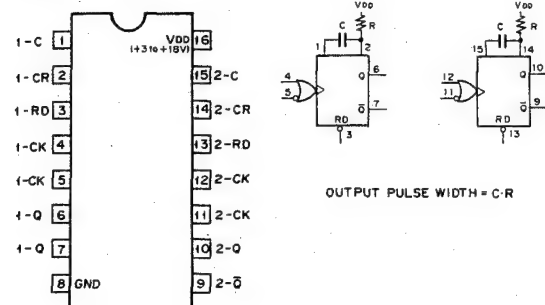 1-C 1
1-CR 2
1-RD 3
1-CK 4
1-CK 5
1-Q 6
1-Q 7
8 GND
VDD 16
(+3 to +18V)
15 2-C
14 2-CR
13 2-RD
12 2-CK
11 2-CK
10 2-Q
9 2-Q̅
VDD
C R
1 2
4 Q 6
5 Q̅ 7
RD
3
VDD
C R
15 14
12 Q 10
11 Q̅ 9
RD
13
OUTPUT PULSE WIDTH = C·R